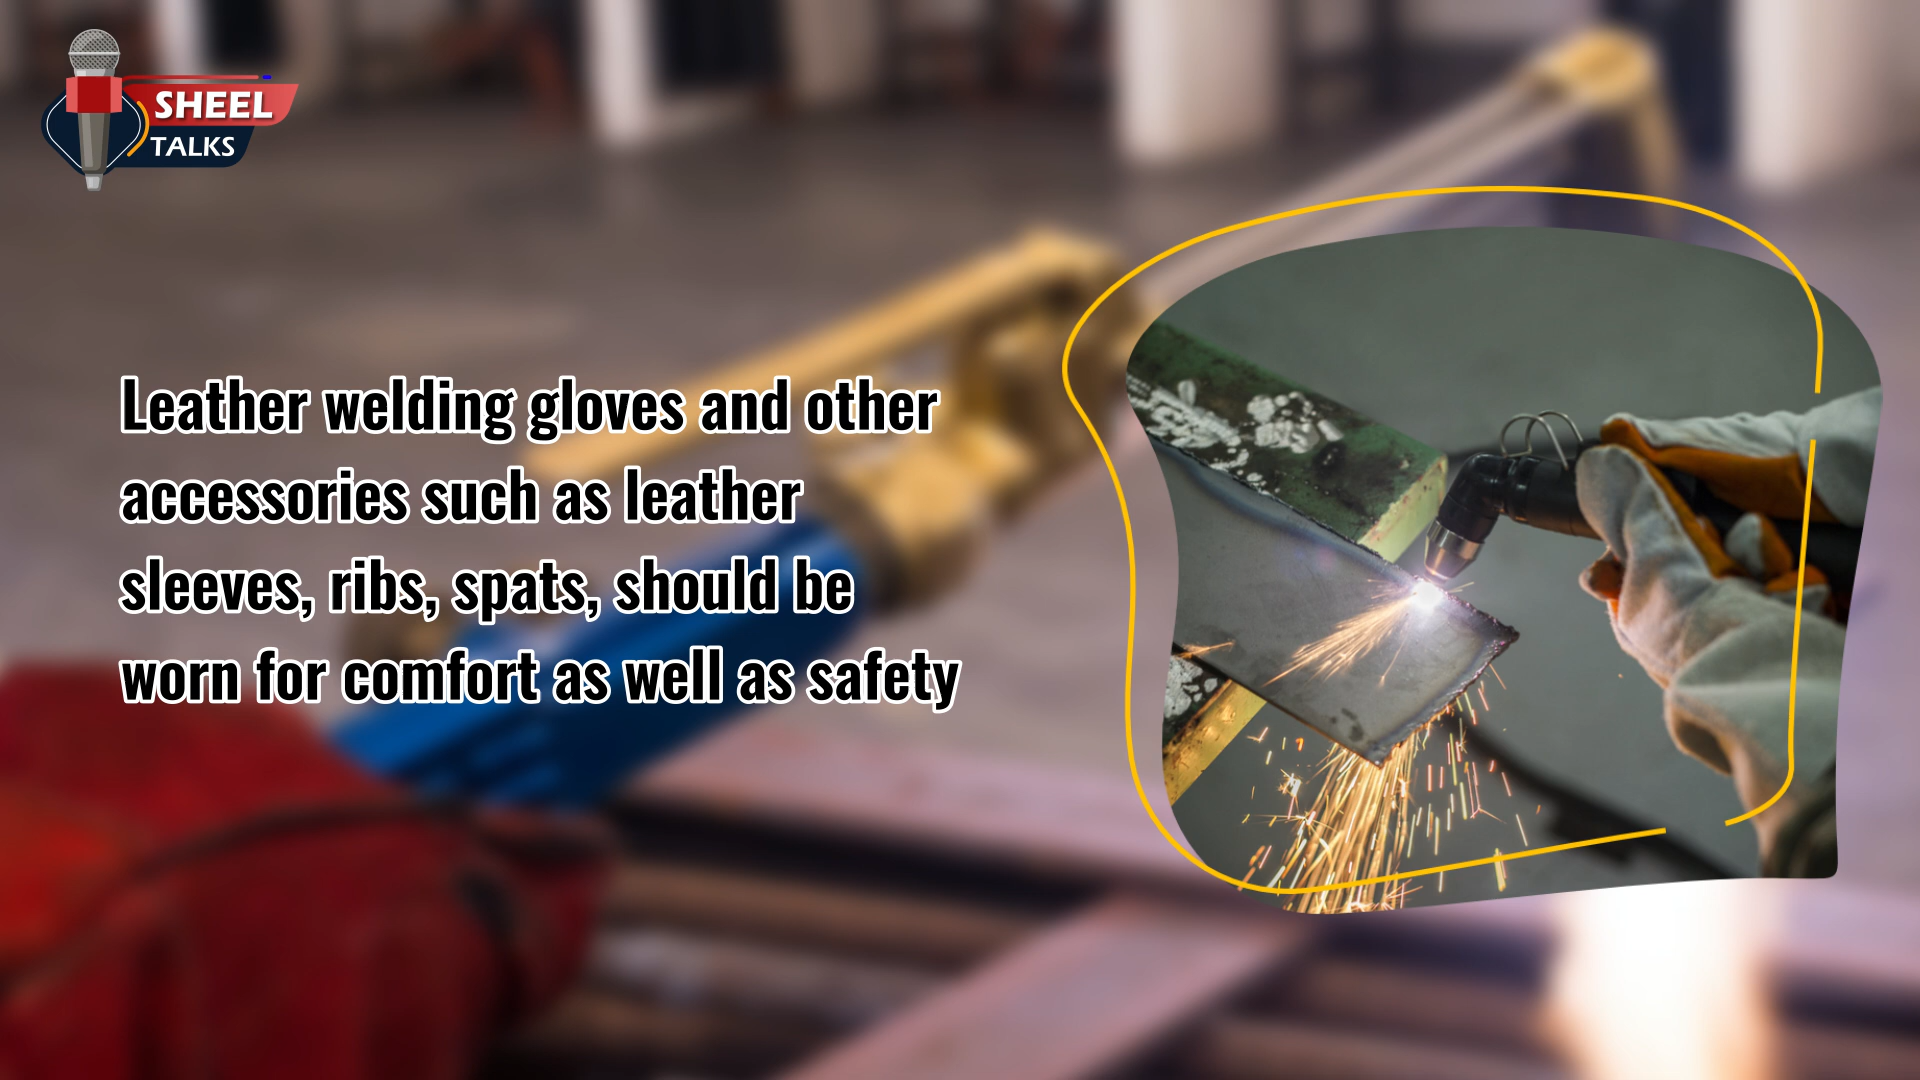 SHEEL
TALKS
Leather welding gloves and other
accessories such as leather
sleeves, ribs, spats, should be
worn for comfort as well as safety